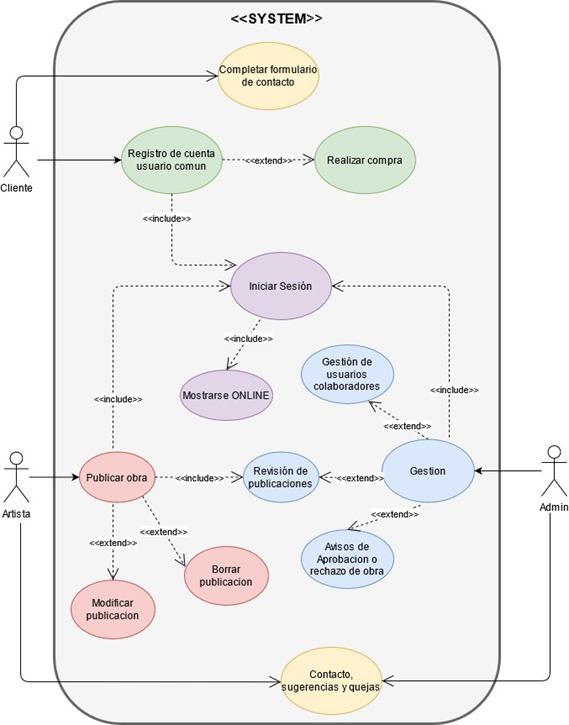 <<SYSTEM>>
Completar formulario
de contacto
Cliente
Registro de cuenta
usuario comun
<<extend>>
Realizar compra
<<include>>
Iniciar Sesión
<<include>>
Mostrarse ONLINE
Gestión de
usuarios
colaboradores
<<include>>
<<include>>
<<extend>>
Artista
Publicar obra
<<include>>
Revisión de
publicaciones
<<extend>>
Gestion
Admin
<<extend>>
<<extend>>
<<extend>>
Avisos de
Aprobacion o
rechazo de obra
Borrar
publicacion
Modificar
publicacion
Contacto,
sugerencias y quejas